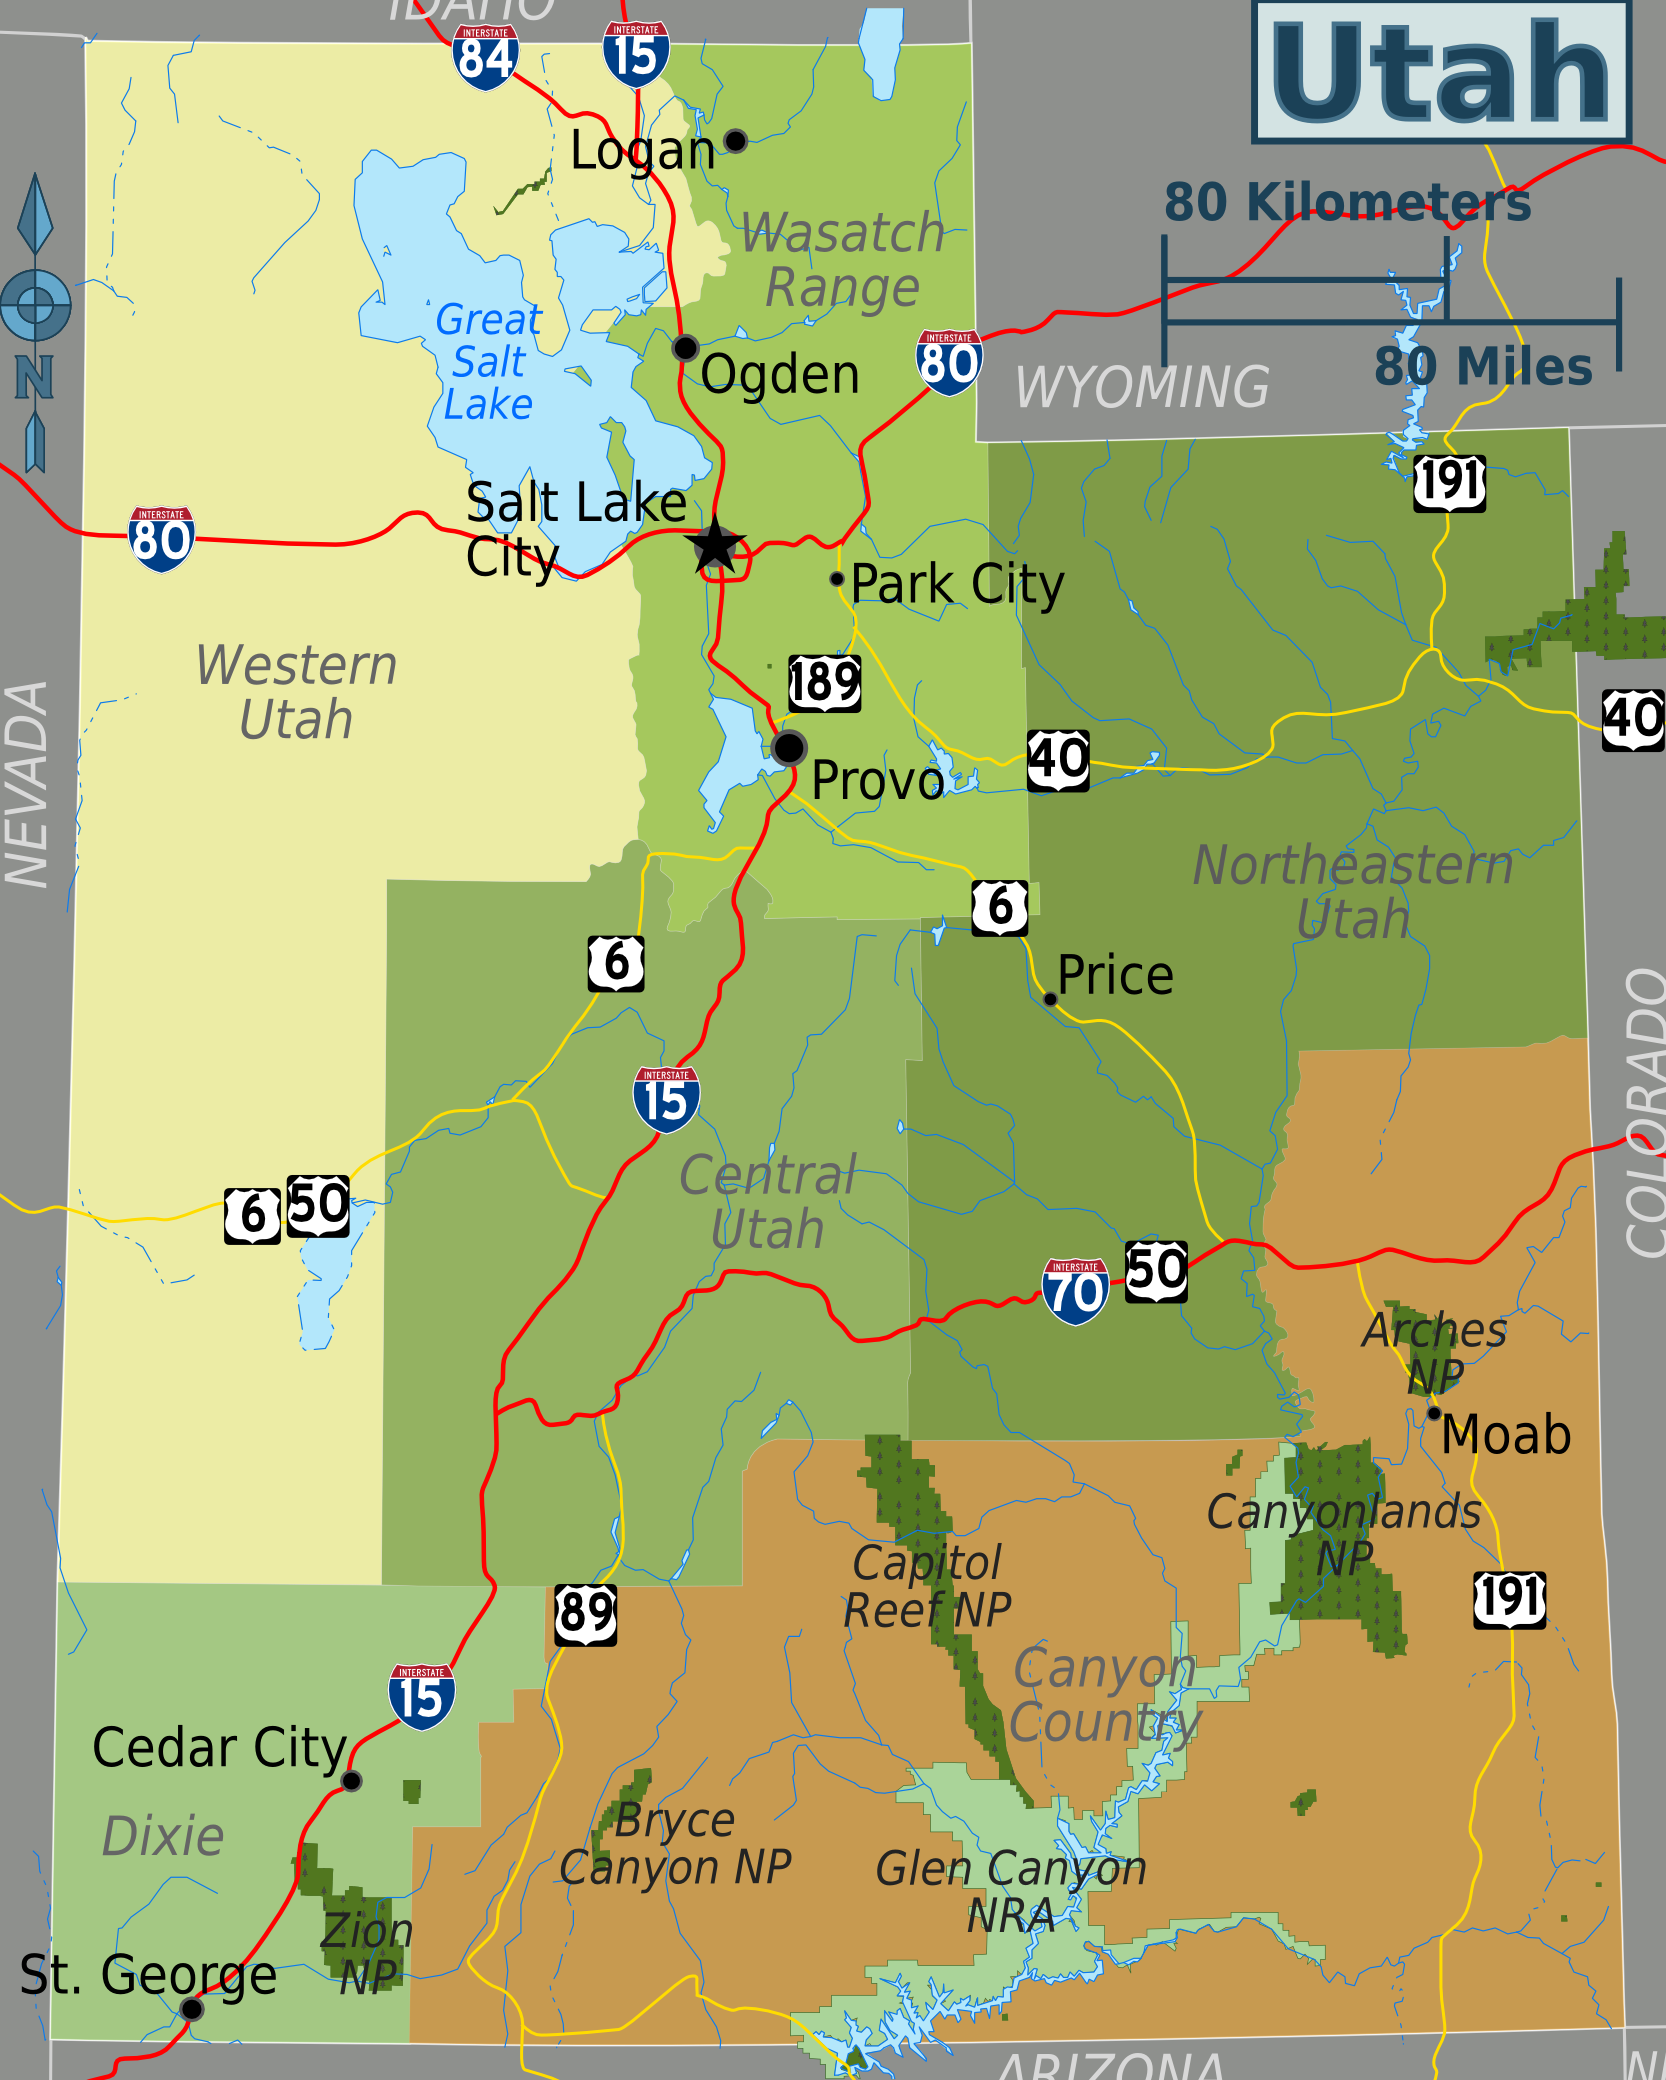 IDAHO
Utah
INTERSTATE
84
INTERSTATE
15
Logan
80 Kilometers
Wasatch
Range
Great
Salt
Lake
N
Ogden
INTERSTATE
80
WYOMING
80 Miles
191
Salt Lake
City
INTERSTATE
80
Park City
Western
Utah
189
40
40
NEVADA
Provo
Northeastern
Utah
6
6
Price
COLORADO
INTERSTATE
15
Central
Utah
6
50
INTERSTATE
70
50
Arches
NP
Moab
Canyonlands
NP
Capitol
Reef NP
89
191
Canyon
Country
INTERSTATE
15
Cedar City
Dixie
Bryce
Canyon NP
Glen Canyon
NRA
Zion
NP
St. George
ARIZONA